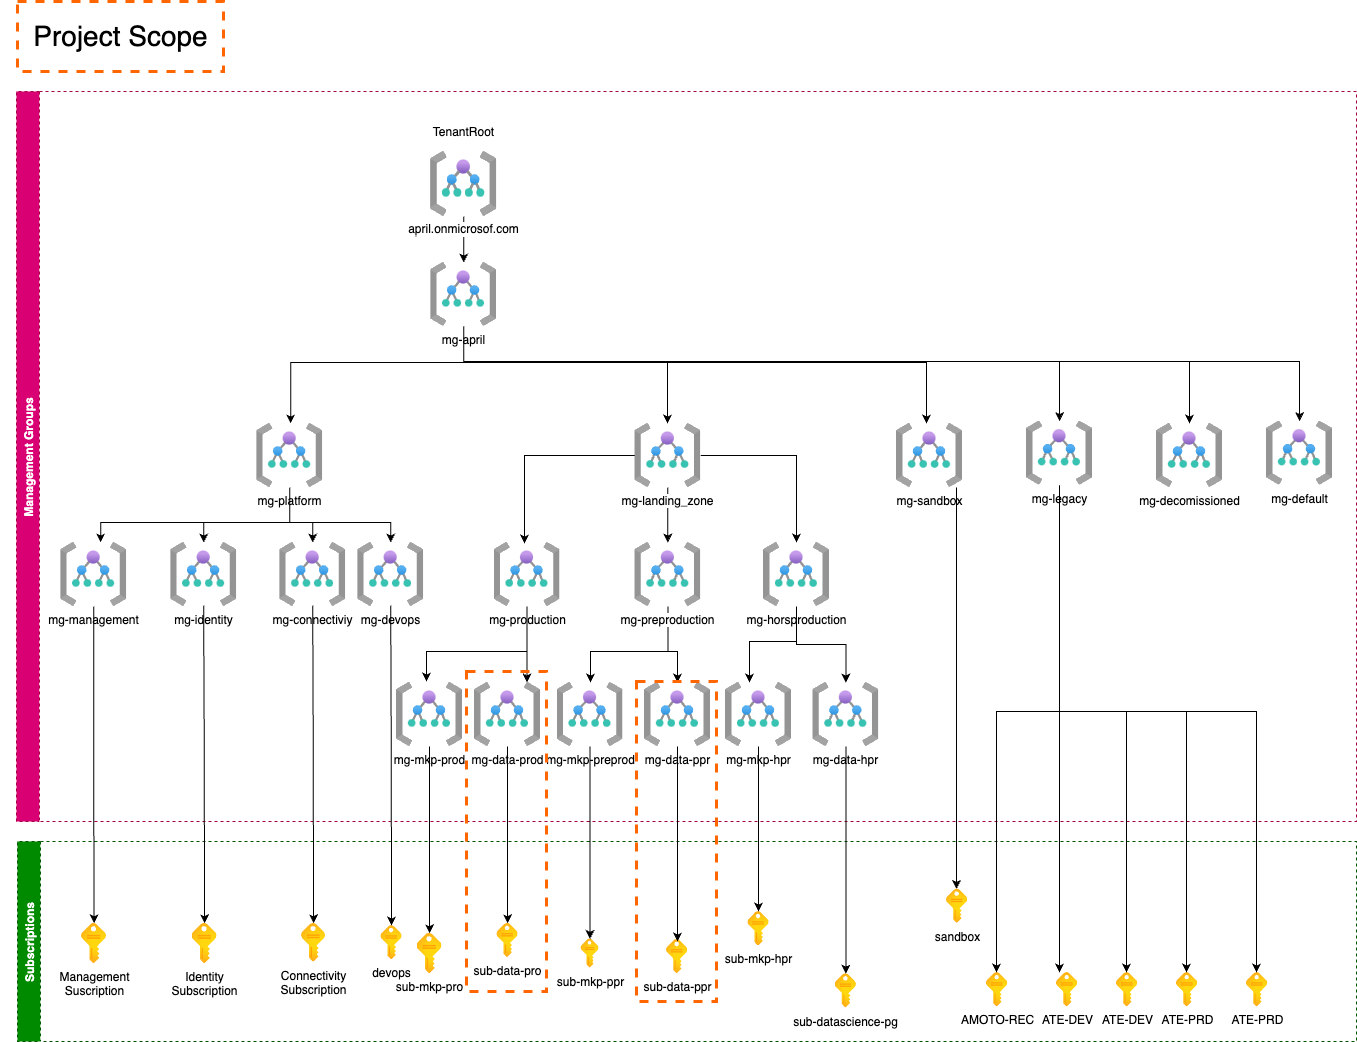 Project Scope
Management Groups
TenantRoot
april.onmicrosof.com
mg-april
mg-platform
mg-landing_zone
mg-sandbox
mg-legacy
mg-decomissioned
mg-default
mg-management
mg-identity
mg-connectiviy
mg-devops
mg-production
mg-preproduction
mg-horsproduction
mg-mkp-prod
mg-data-prod
mg-mkp-preprod
mg-data-ppr
mg-mkp-hpr
mg-data-hpr
Subscriptions
Management
Suscription
Identity
Subscription
Connectivity
Subscription
devops
sub-mkp-pro
sub-data-pro
sub-mkp-ppr
sub-data-ppr
sub-mkp-hpr
sub-datascience-pg
sandbox
AMOTO-REC
ATE-DEV
ATE-DEV
ATE-PRD
ATE-PRD